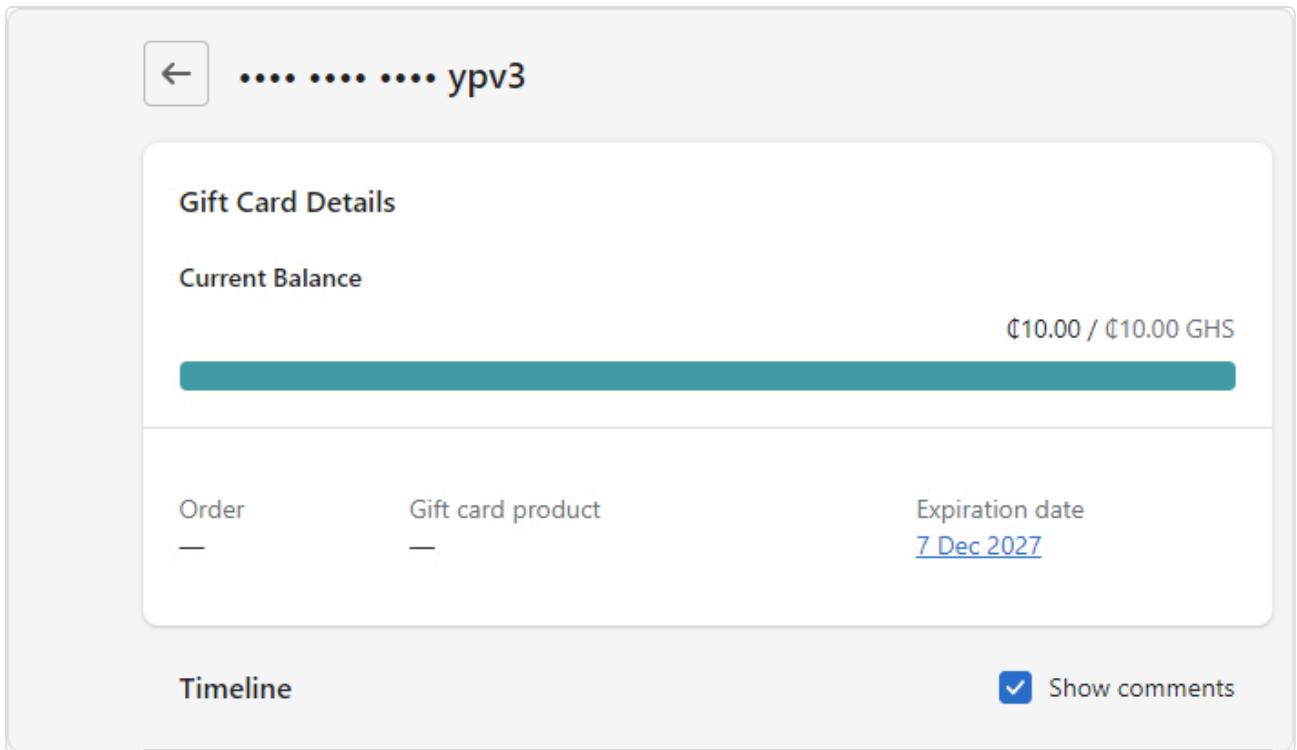 •••• •••• •••• ypv3
Gift Card Details
Current Balance
₵10.00 / ₵10.00 GHS
Order
—
Gift card product
—
Expiration date
7 Dec 2027
Timeline
Show comments